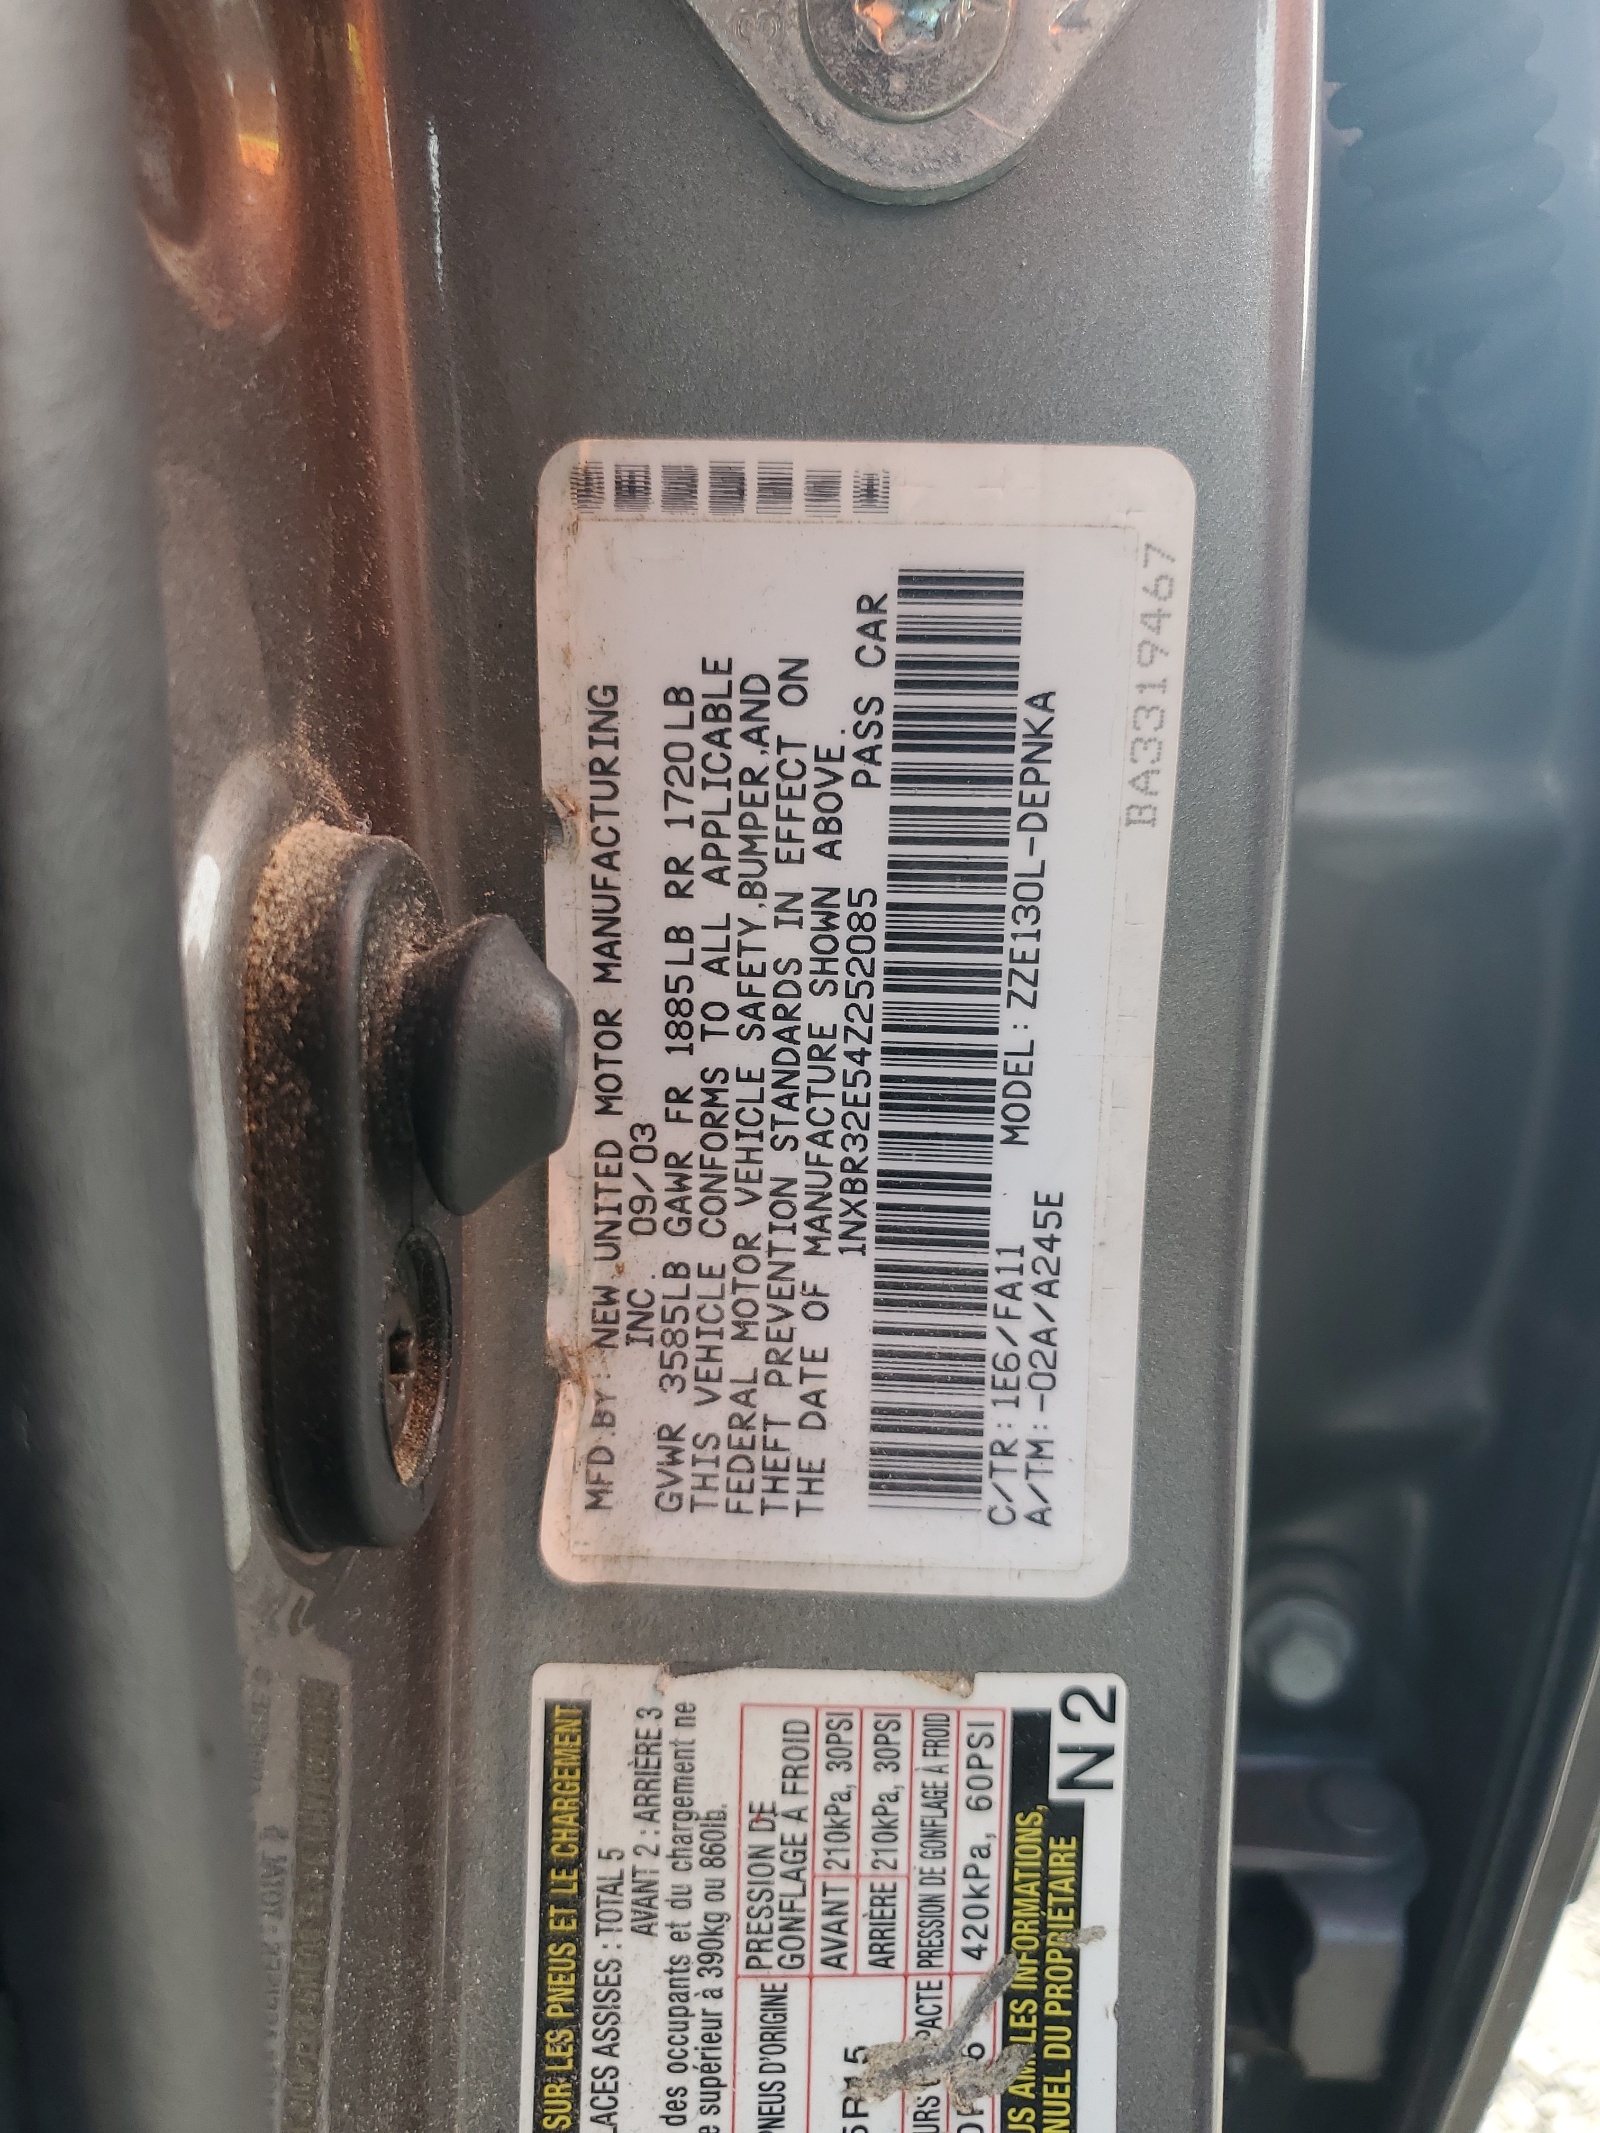 MFD.BY: NEW UNITED MOTOR MANUFACTURING
INC. 09/03
GVWR 3585LB GAWR FR 1885LB RR 1720LB
THIS VEHICLE CONFORMS TO ALL APPLICABLE
FEDERAL MOTOR VEHICLE SAFETY,BUMPER,AND
THEFT PREVENTION STANDARDS IN EFFECT ON
THE DATE OF MANUFACTURE SHOWN ABOVE.
1NXBR32E54Z252085 PASS CAR
C/TR:1E6/FA11 MODEL:ZZE130L-DEPNKA
A/TM:-02A/A245E
BA3319467
SUR LES PNEUS ET LE CHARGEMENT
LACES ASSISES : TOTAL 5
AVANT 2 : ARRIÈRE 3
des occupants et du chargement ne
e supérieur à 390kg ou 860lb.
PNEUS D'ORIGINE PRESSION DE
GONFLAGE À FROID
5R15 AVANT 210kPa, 30PSI
ARRIÈRE 210kPa, 30PSI
PRESSION DE GONFLAGE À FROID
420kPa, 60PSI
LES INFORMATIONS,
NUEL DU PROPRIÉTAIRE
N2